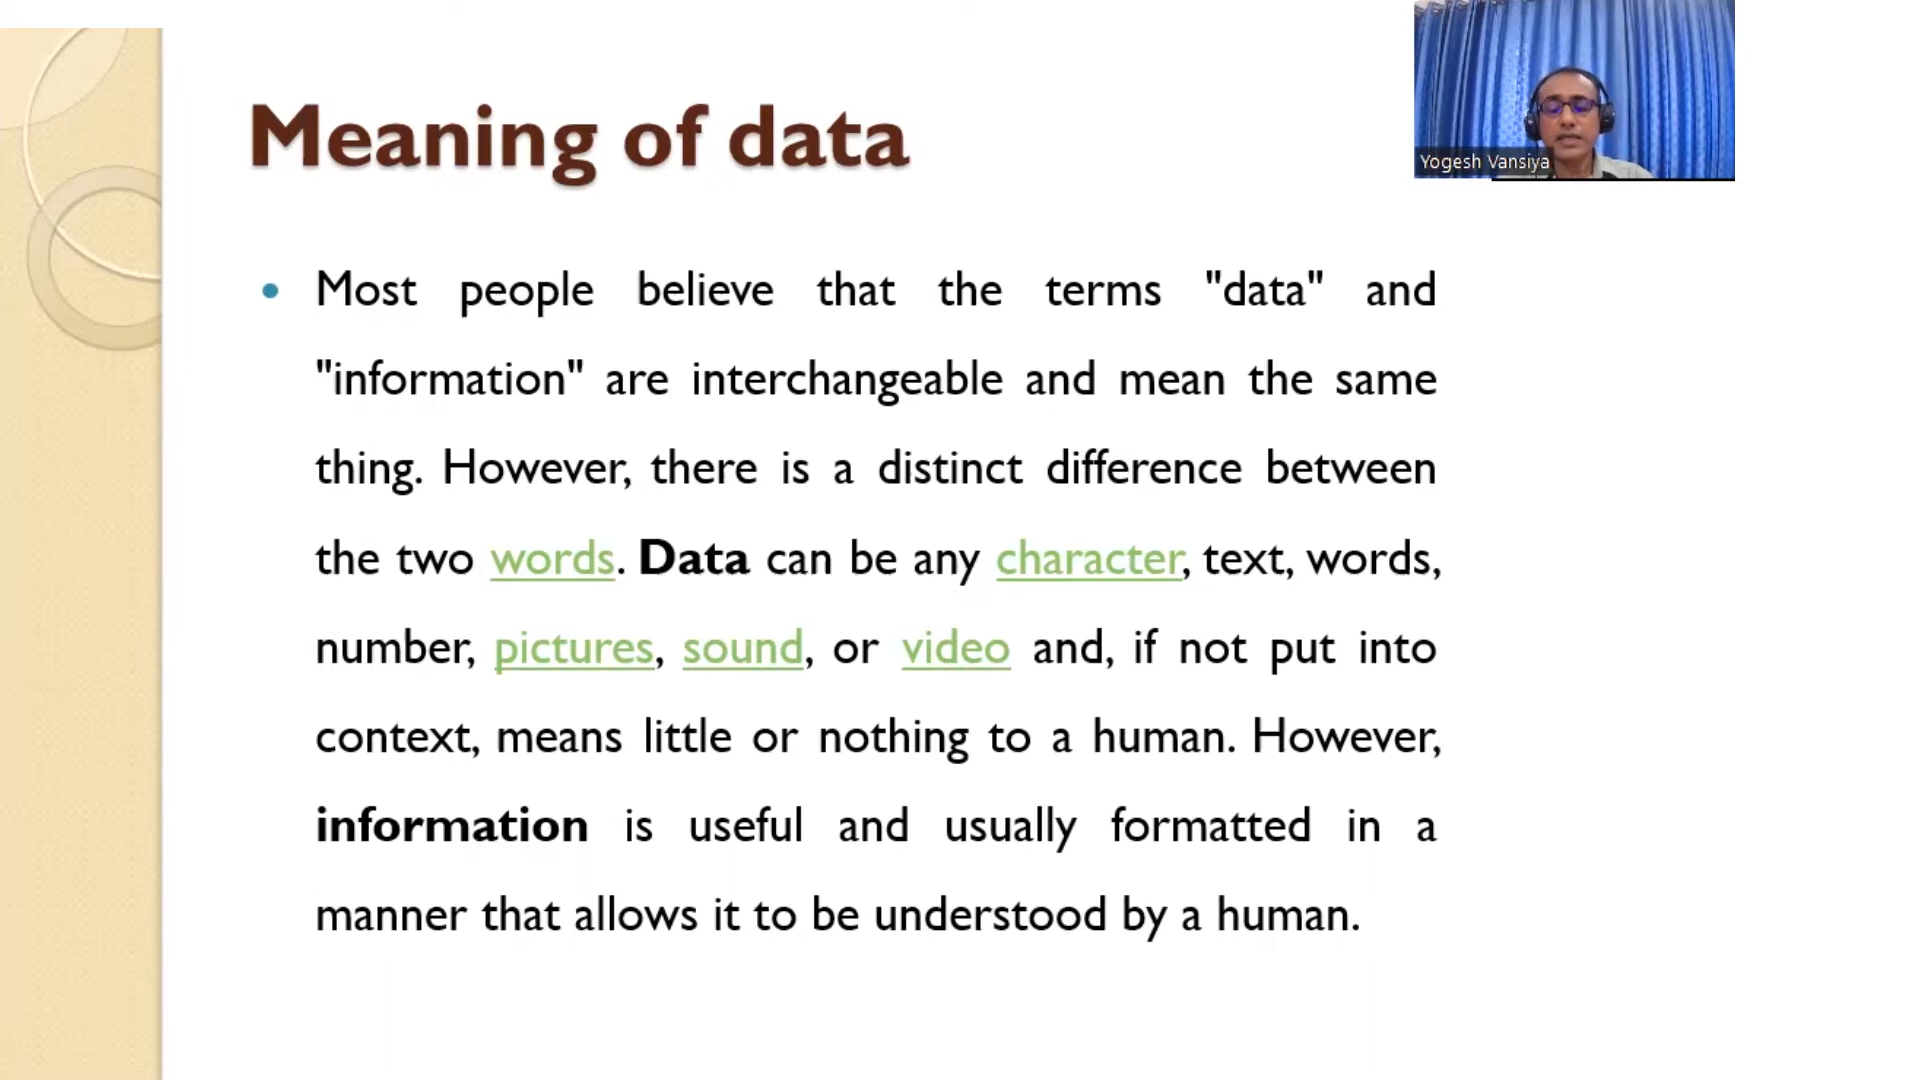 Meaning of data
Yogesh Vansiya
• Most people believe that the terms "data" and
"information" are interchangeable and mean the same
thing. However, there is a distinct difference between
the two words. Data can be any character, text, words,
number, pictures, sound, or video and, if not put into
context, means little or nothing to a human. However,
information is useful and usually formatted in a
manner that allows it to be understood by a human.